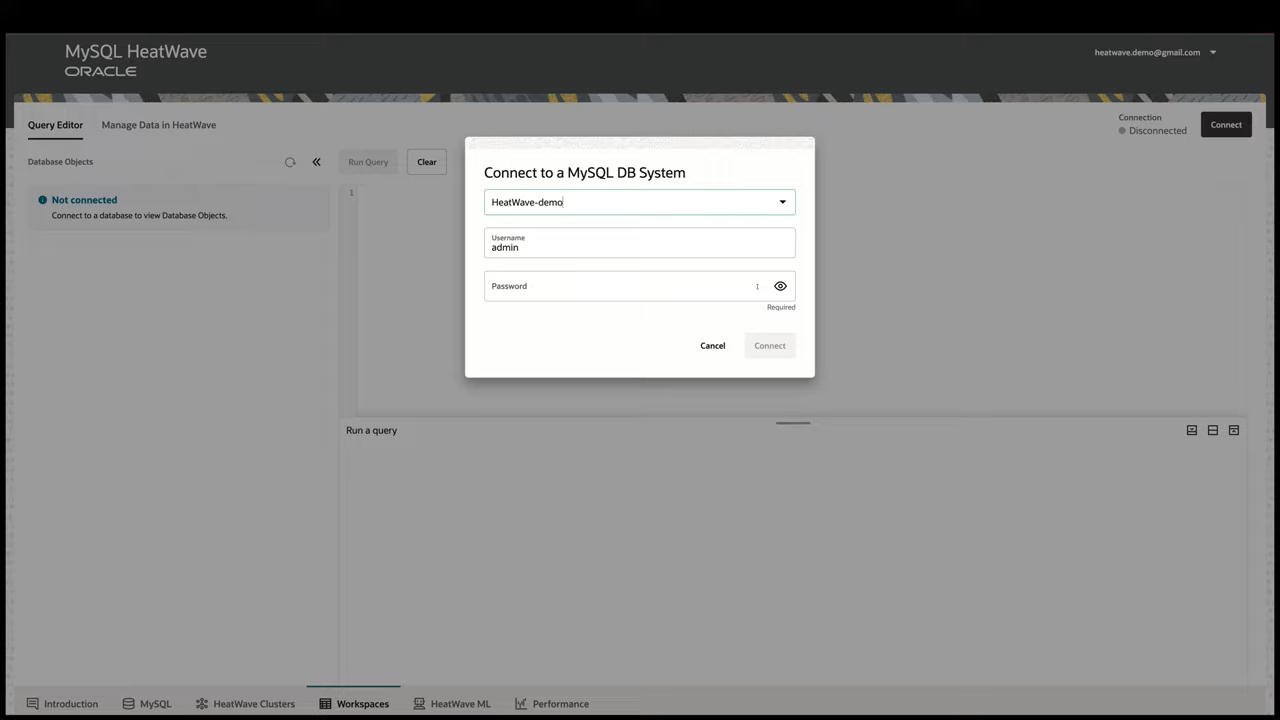 MySQL HeatWave
ORACLE
heatwave.demo@gmail.com
Query Editor
Manage Data in HeatWave
Connection
Disconnected
Connect
Database Objects
Run Query
Clear
Not connected
Connect to a database to view Database Objects.
1
Connect to a MySQL DB System
HeatWave-demo
Username
admin
Password
Required
Cancel
Connect
Run a query
Introduction
MySQL
HeatWave Clusters
Workspaces
HeatWave ML
Performance